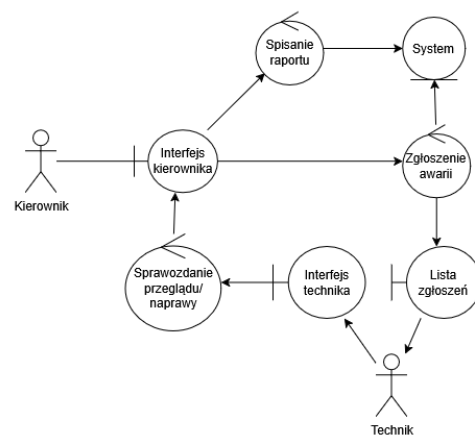 Spisanie
raportu
System
Kierownik
Interfejs
kierownika
Zgłoszenie
awarii
Sprawozdanie
przeglądu/
naprawy
Interfejs
technika
Lista
zgłoszeń
Technik